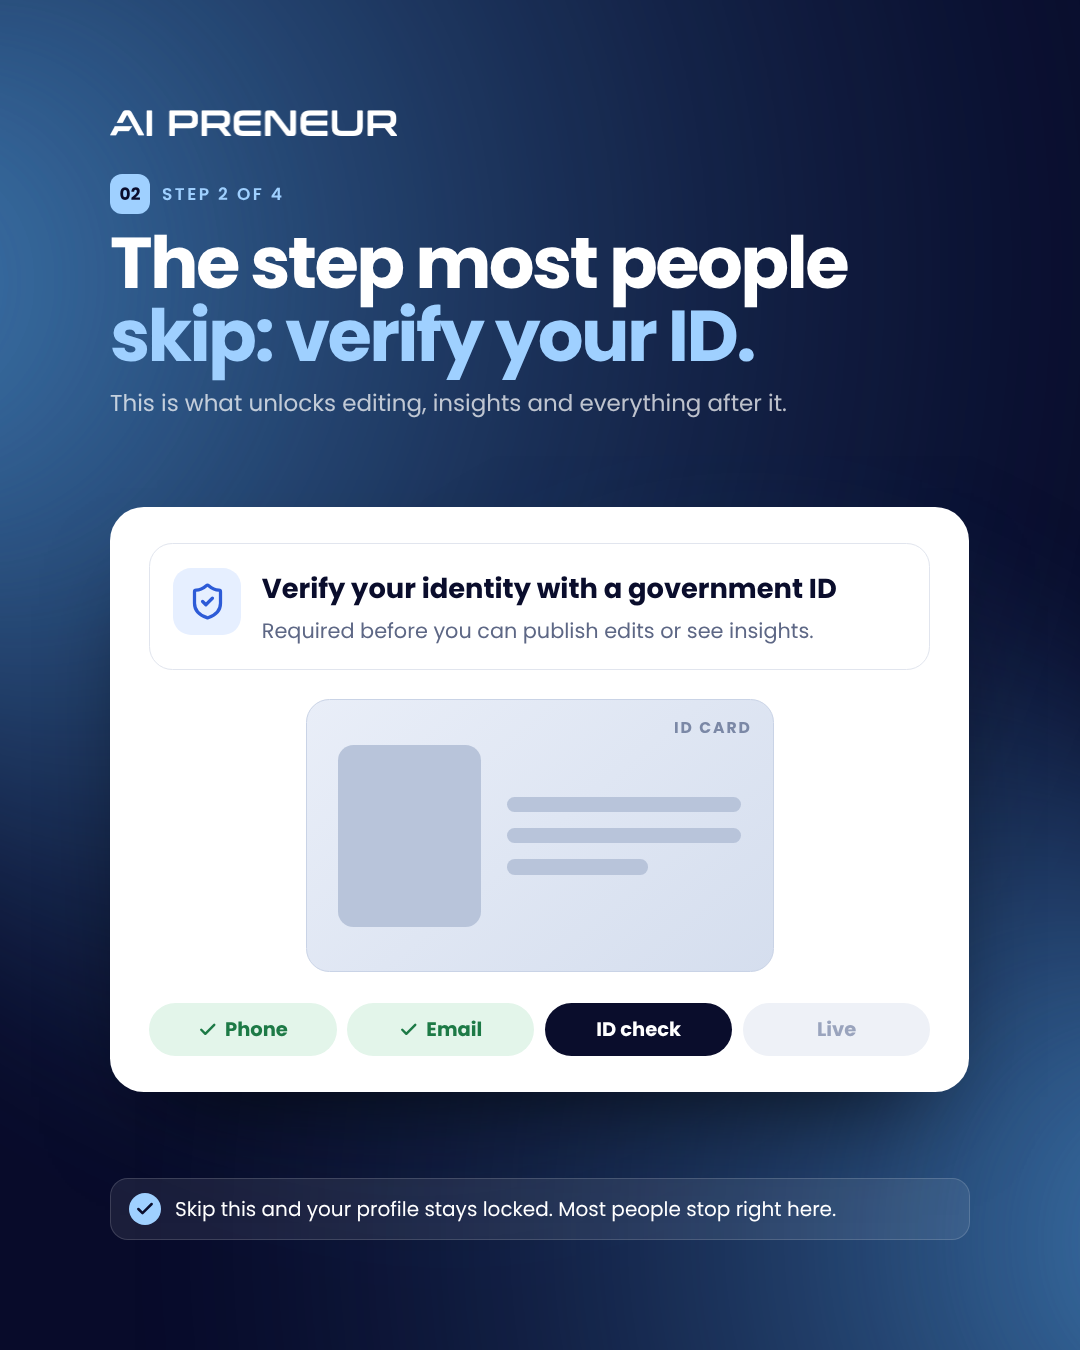 AI PRENEUR
02 STEP 2 OF 4
The step most people
skip: verify your ID.
This is what unlocks editing, insights and everything after it.
Verify your identity with a government ID
Required before you can publish edits or see insights.
ID CARD
Phone
Email
ID check
Live
Skip this and your profile stays locked. Most people stop right here.